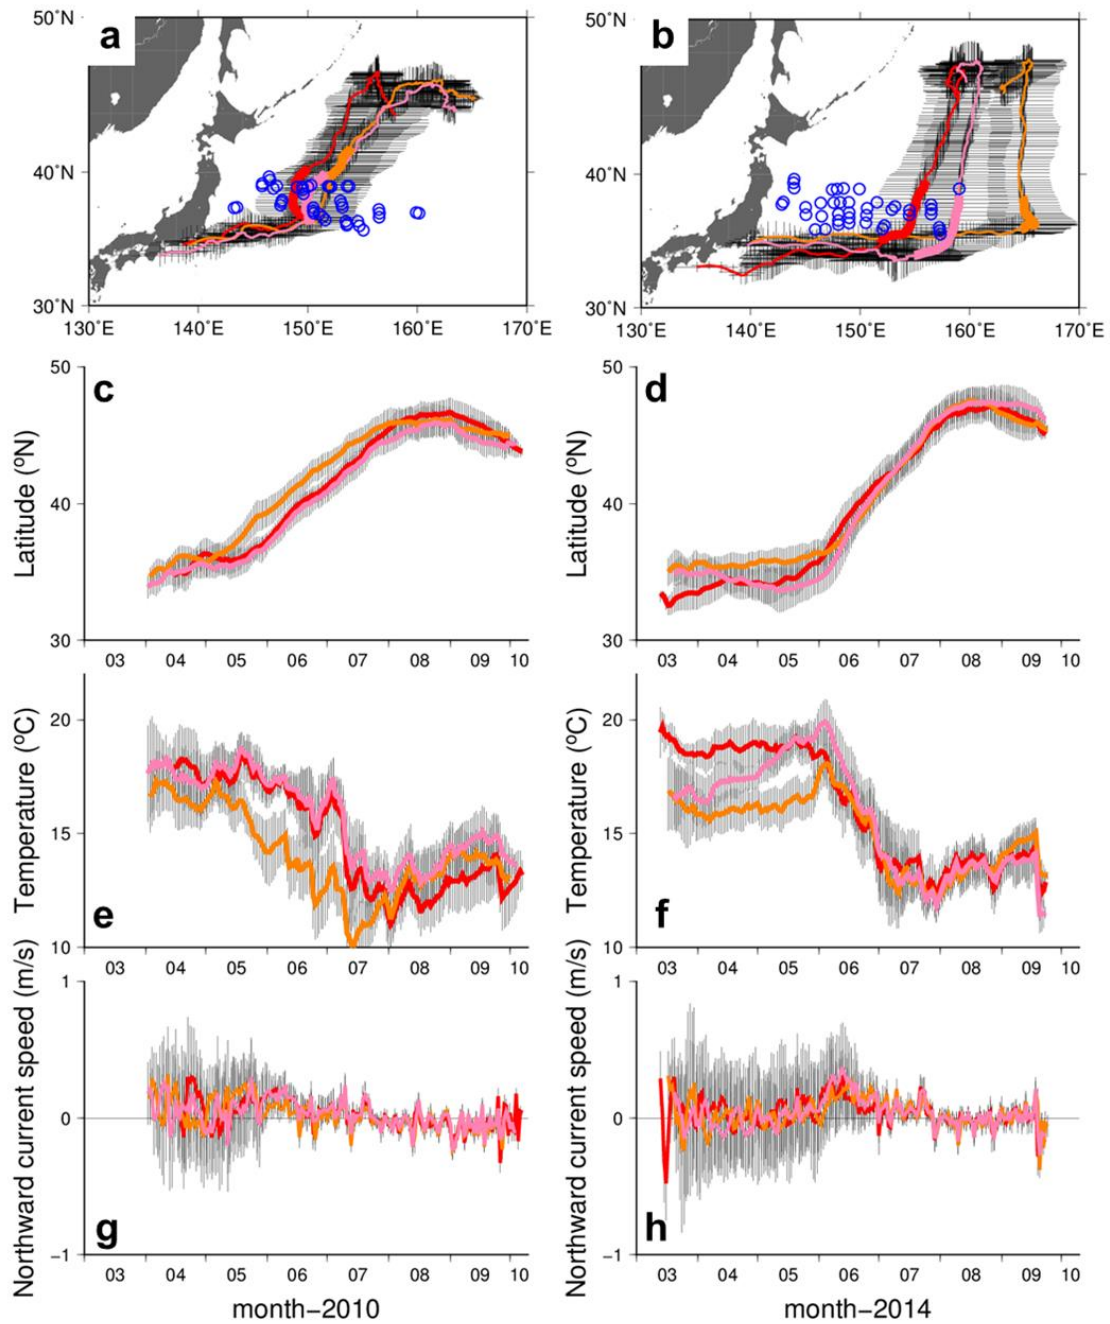 a
b
50˚N
40˚N
30˚N
130˚E
140˚E
150˚E
160˚E
170˚E
50˚N
40˚N
30˚N
130˚E
140˚E
150˚E
160˚E
170˚E
c
d
Latitude (ºN)
50
40
30
03 04 05 06 07 08 09 10
Latitude (ºN)
50
40
30
03 04 05 06 07 08 09 10
e
f
Temperature (ºC)
20
15
10
03 04 05 06 07 08 09 10
Temperature (ºC)
20
15
10
03 04 05 06 07 08 09 10
g
h
Northward current speed (m/s)
1
0
−1
03 04 05 06 07 08 09 10
month−2010
Northward current speed (m/s)
1
0
−1
03 04 05 06 07 08 09 10
month−2014